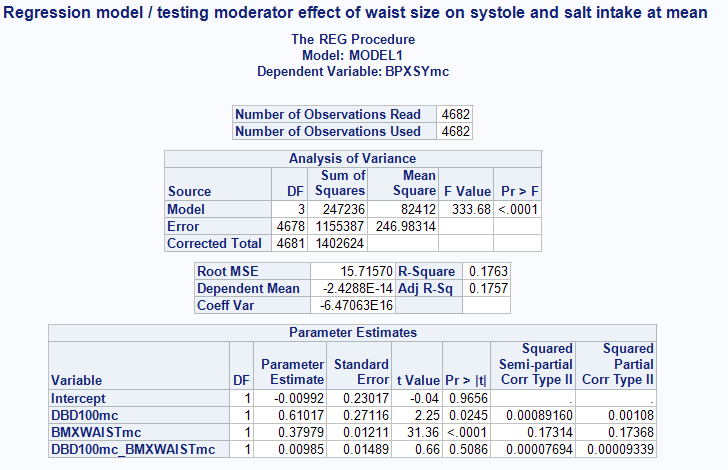 Regression model / testing moderator effect of waist size on systole and salt intake at mean
The REG Procedure
Model: MODEL1
Dependent Variable: BPXSYmc
Number of Observations Read 4682
Number of Observations Used 4682
Analysis of Variance
Source DF Sum of Squares Mean Square F Value Pr > F
Model 3 247236 82412 333.68 <.0001
Error 4678 1155387 246.98314
Corrected Total 4681 1402624
Root MSE 15.71570 R-Square 0.1763
Dependent Mean -2.4288E-14 Adj R-Sq 0.1757
Coeff Var -6.47063E16
Parameter Estimates
Variable DF Parameter Estimate Standard Error t Value Pr > |t| Squared Semi-partial Corr Type II Squared Partial Corr Type II
Intercept 1 -0.00992 0.23017 -0.04 0.9656 . .
DBD100mc 1 0.61017 0.27116 2.25 0.0245 0.00089160 0.00108
BMXWAISTmc 1 0.37979 0.01211 31.36 <.0001 0.17314 0.17368
DBD100mc_BMXWAISTmc 1 0.00985 0.01489 0.66 0.5086 0.00007694 0.00009339